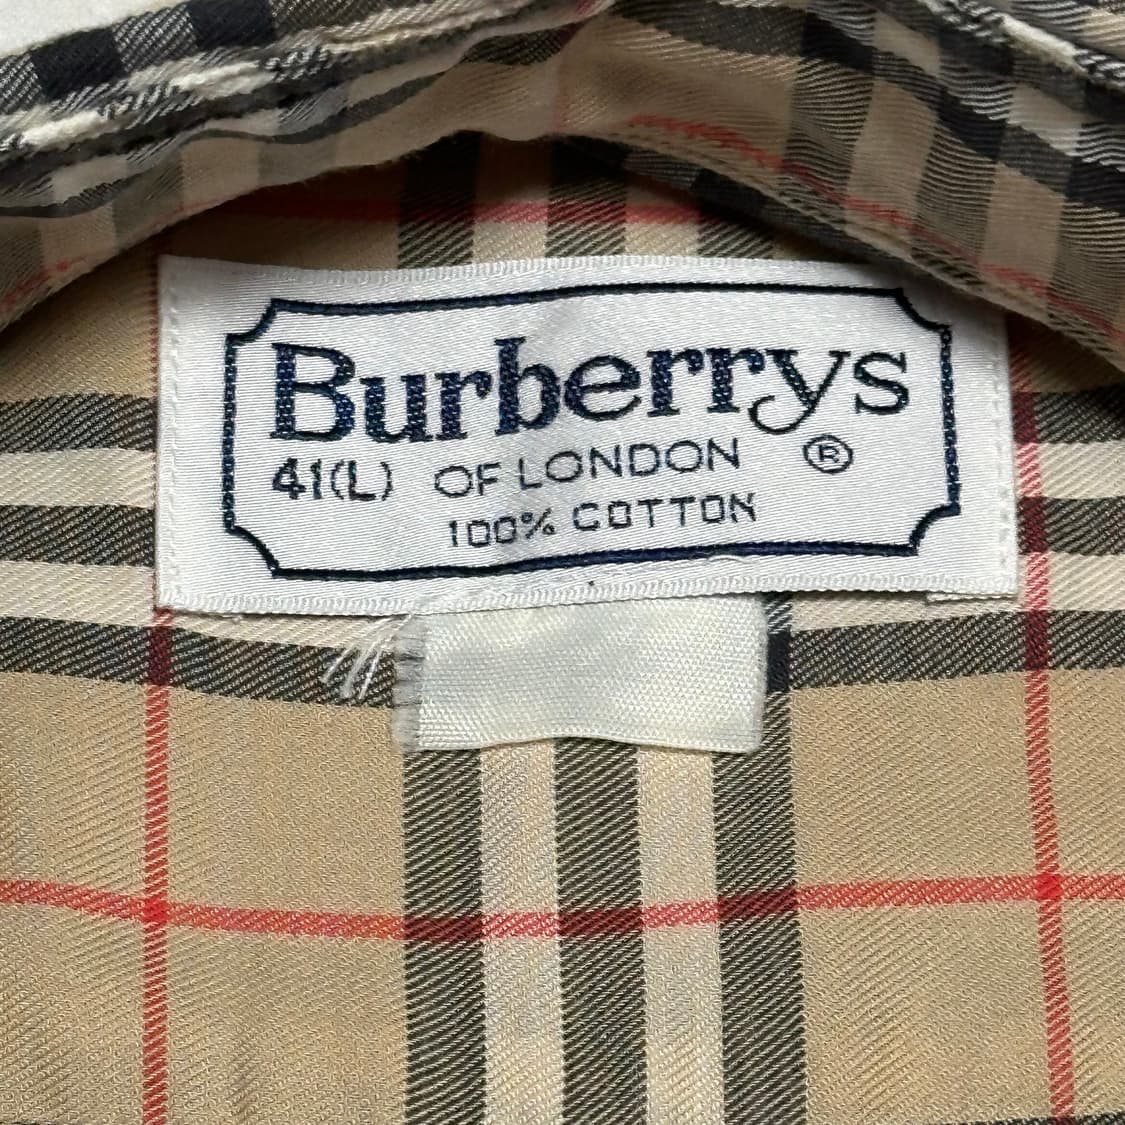 Burberrys
41(L) OF LONDON ®
100% COTTON